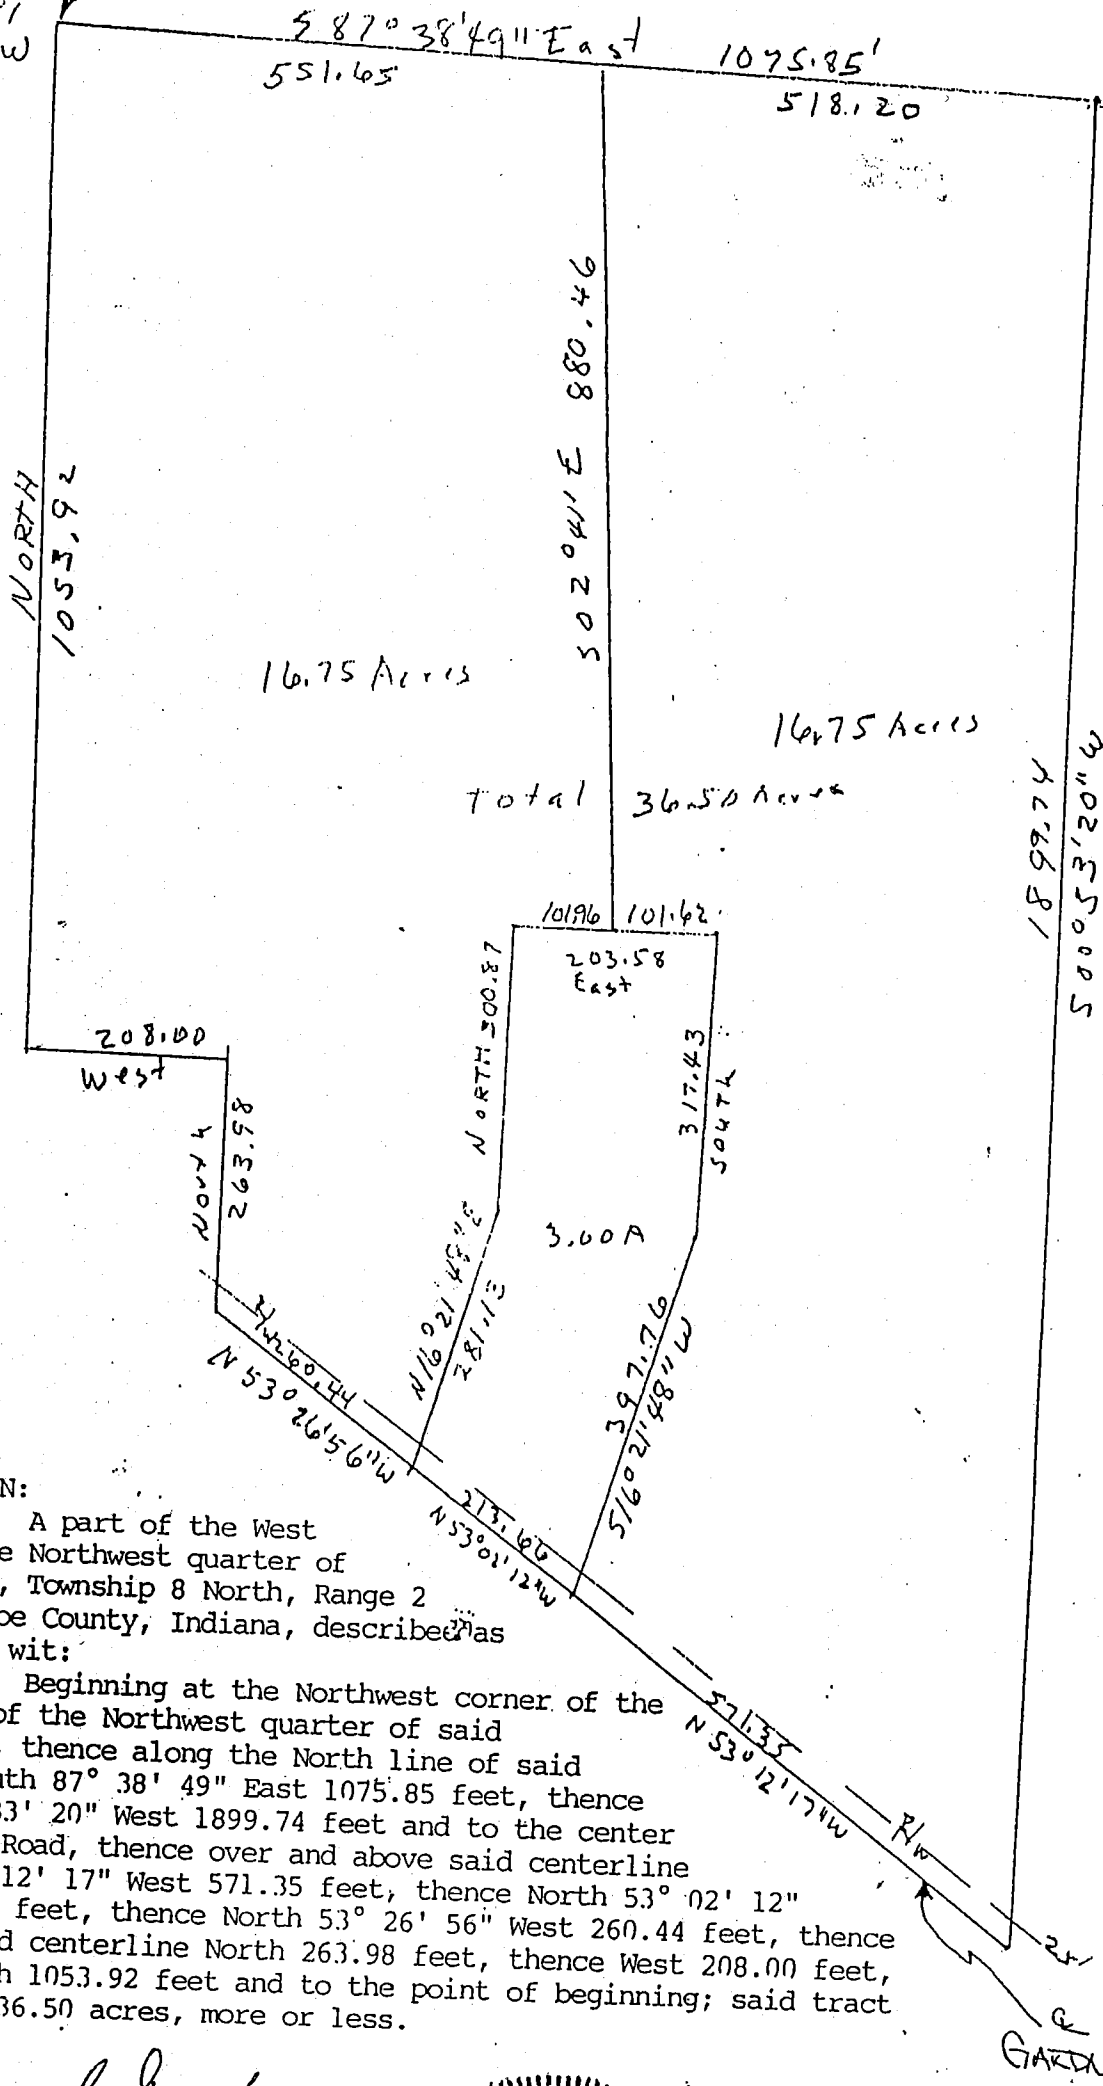 W
S 87° 38' 49" East 1075.85'
551.65
518.20
NORTH
1053.92
S 02° 41' E 880.46
16.75 Acres
16.75 Acres
Total 36.50 Acres
1899.74
S 00° 53' 20" W
101.96 101.62
203.58
East
NORTH 300.87
317.43
SOUTH
208.00
West
North
263.98
3.00 A
N 16° 21' 48" E
281.13
397.76
S 16° 21' 48" W
R/W
260.44
N 53° 26' 56" W
213.66
N 53° 02' 12" W
571.35
N 53° 12' 17" W
R/W
25'
GARDN
N:
A part of the West
e Northwest quarter of
, Township 8 North, Range 2
oe County, Indiana, described as
wit:
Beginning at the Northwest corner of the
of the Northwest quarter of said
, thence along the North line of said
uth 87° 38' 49" East 1075.85 feet, thence
33' 20" West 1899.74 feet and to the center
Road, thence over and above said centerline
12' 17" West 571.35 feet, thence North 53° 02' 12"
feet, thence North 53° 26' 56" West 260.44 feet, thence
d centerline North 263.98 feet, thence West 208.00 feet,
h 1053.92 feet and to the point of beginning; said tract
36.50 acres, more or less.